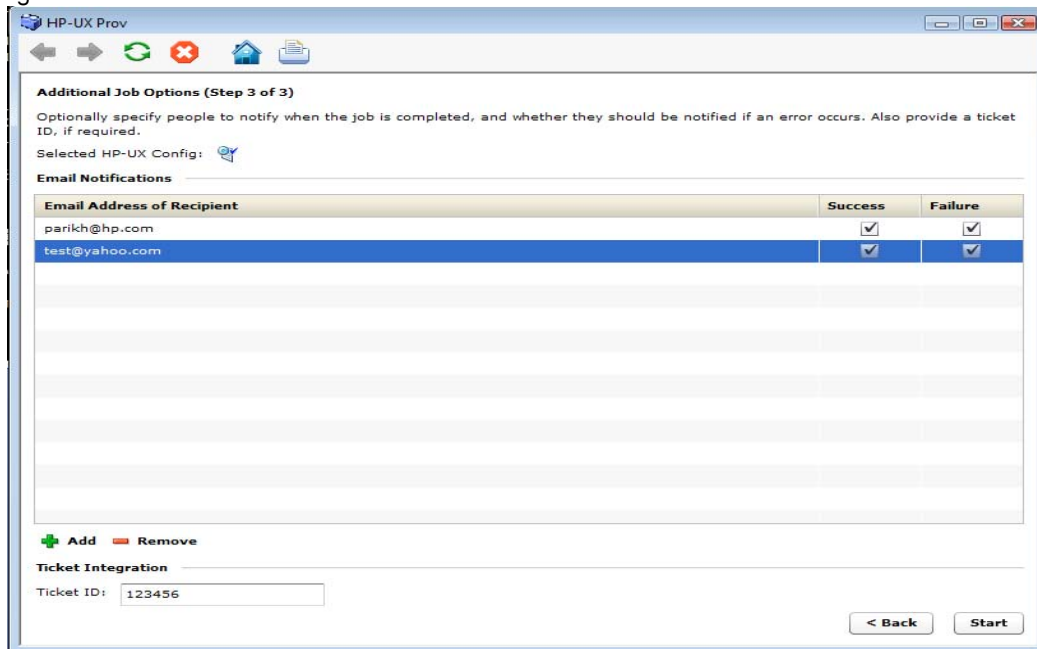 HP-UX Prov
Additional Job Options (Step 3 of 3)
Optionally specify people to notify when the job is completed, and whether they should be notified if an error occurs. Also provide a ticket
ID, if required.
Selected HP-UX Config:
Email Notifications
Email Address of Recipient Success Failure
parikh@hp.com
test@yahoo.com
Add Remove
Ticket Integration
Ticket ID: 123456
< Back Start